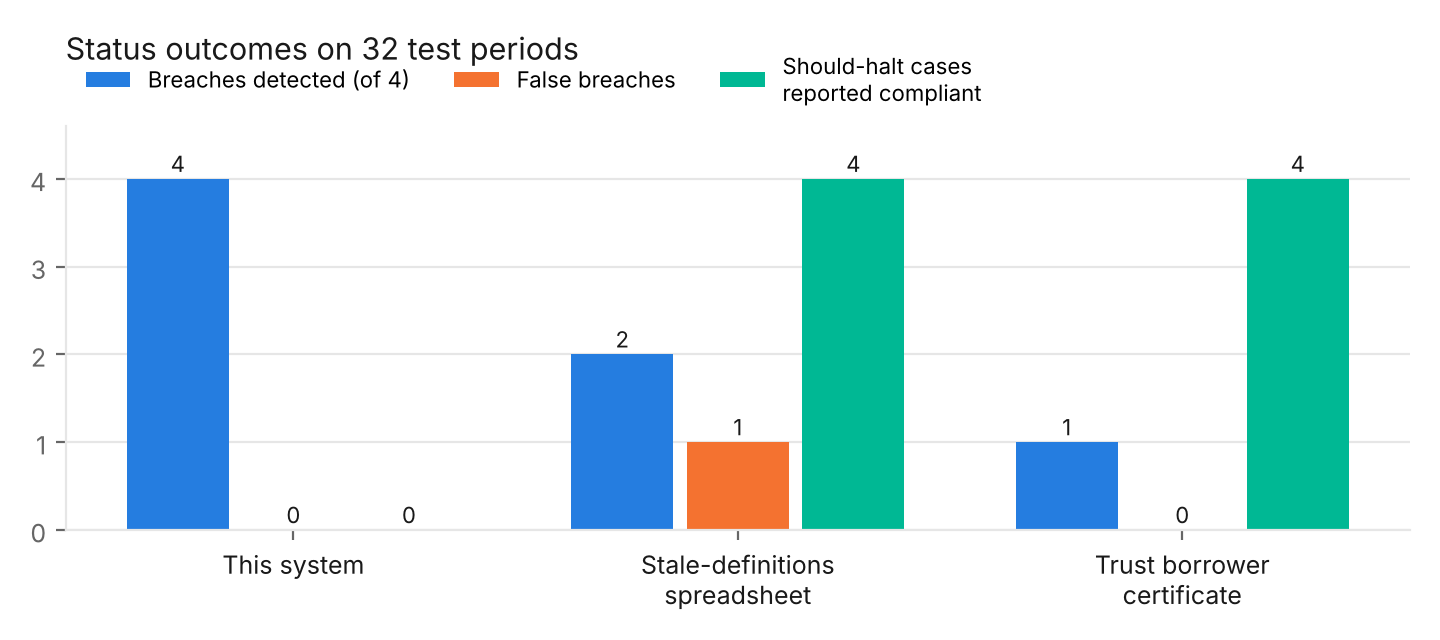 Status outcomes on 32 test periods
Breaches detected (of 4)
False breaches
Should-halt cases
reported compliant
4
3
2
1
0
4
0
0
2
1
4
1
0
4
This system
Stale-definitions
spreadsheet
Trust borrower
certificate